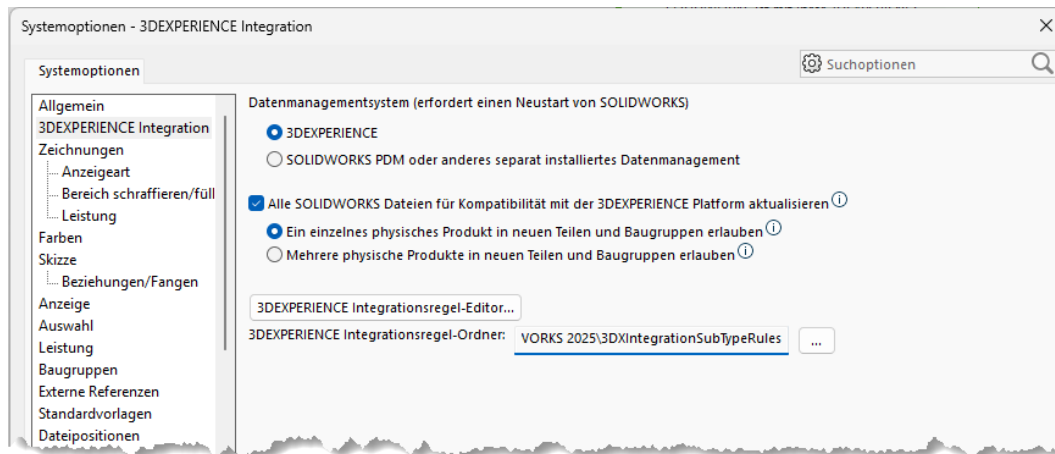 Systemoptionen - 3DEXPERIENCE Integration
Systemoptionen
Suchoptionen
Allgemein
3DEXPERIENCE Integration
Zeichnungen
Anzeigeart
Bereich schraffieren/füll
Leistung
Farben
Skizze
Beziehungen/Fangen
Anzeige
Auswahl
Leistung
Baugruppen
Externe Referenzen
Standardvorlagen
Dateipositionen
Datenmanagementsystem (erfordert einen Neustart von SOLIDWORKS)
3DEXPERIENCE
SOLIDWORKS PDM oder anderes separat installiertes Datenmanagement
Alle SOLIDWORKS Dateien für Kompatibilität mit der 3DEXPERIENCE Platform aktualisieren
Ein einzelnes physisches Produkt in neuen Teilen und Baugruppen erlauben
Mehrere physische Produkte in neuen Teilen und Baugruppen erlauben
3DEXPERIENCE Integrationsregel-Editor...
3DEXPERIENCE Integrationsregel-Ordner: VORKS 2025\3DXIntegrationSubTypeRules ...